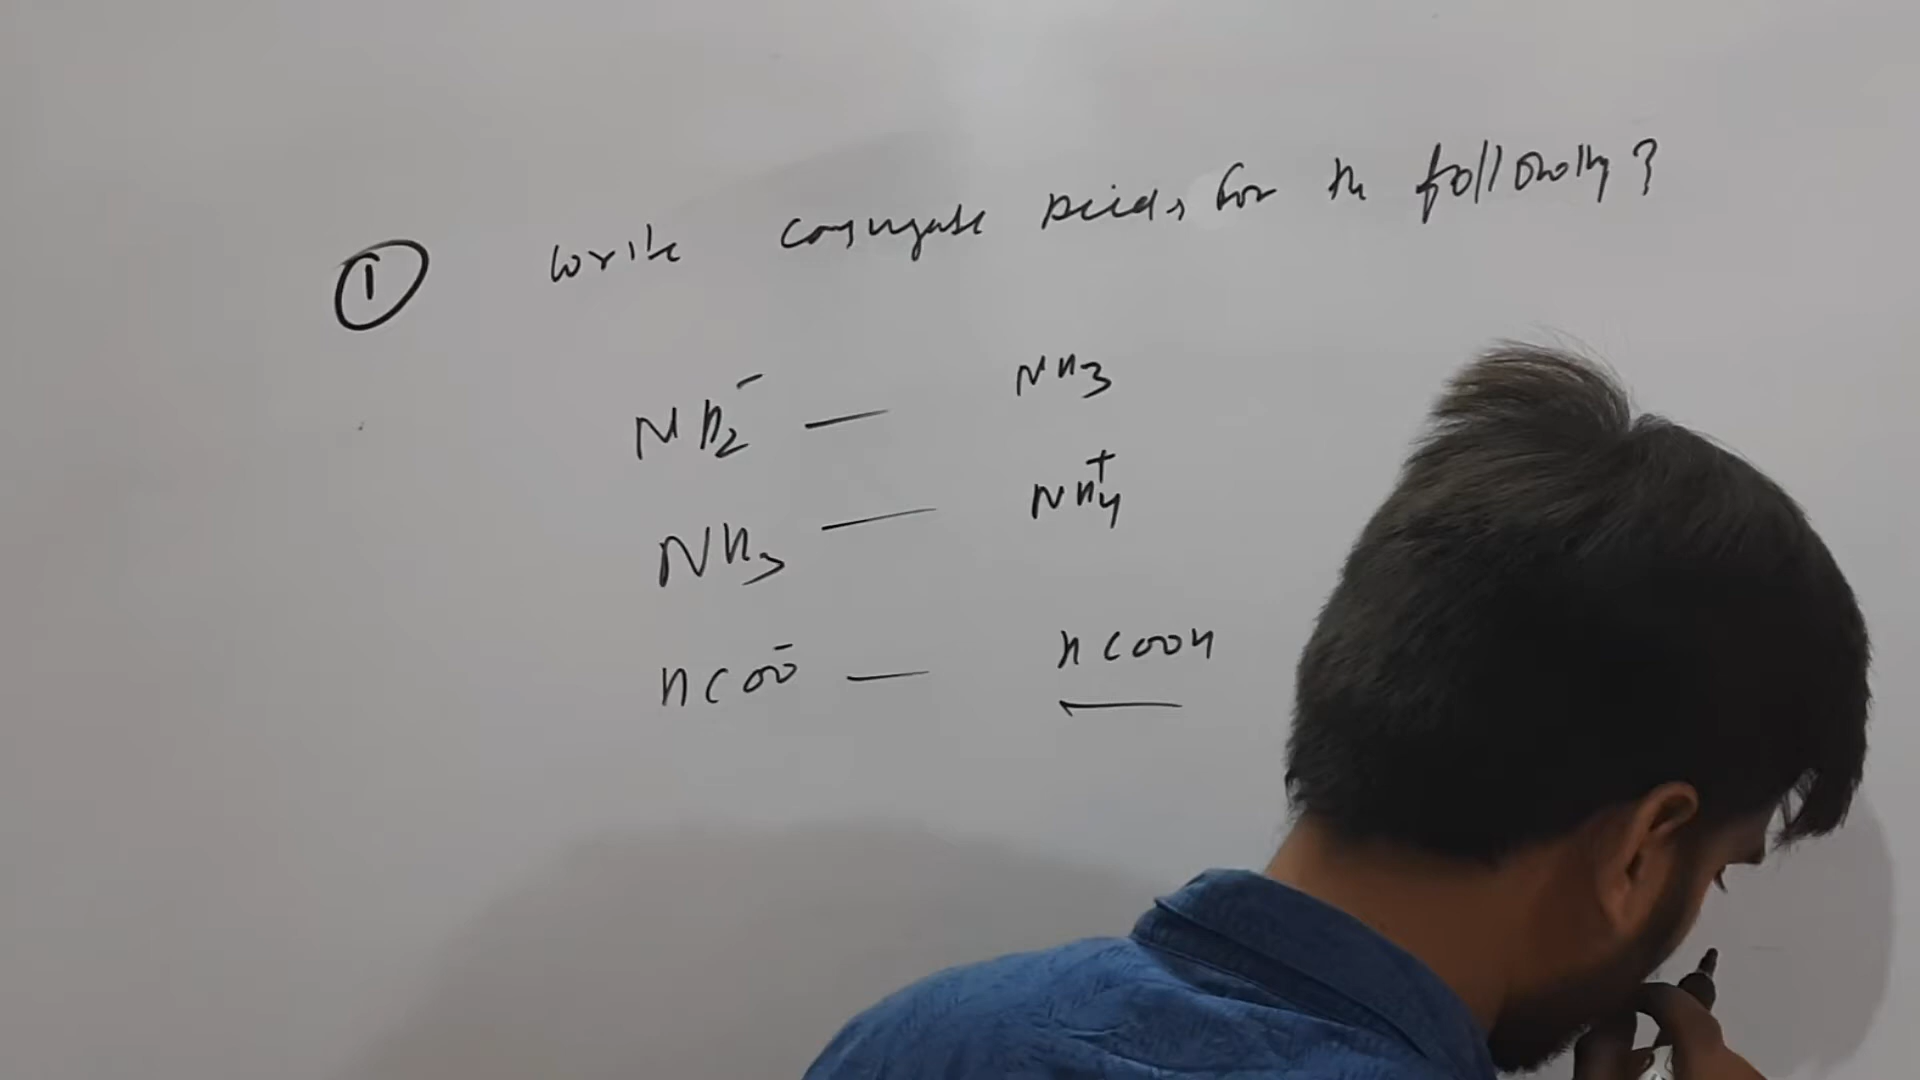 ① Write conjugate Acids for the following?
NH₂⁻ — NH₃
NH₃ — NH₄⁺
HCOO⁻ — HCOOH